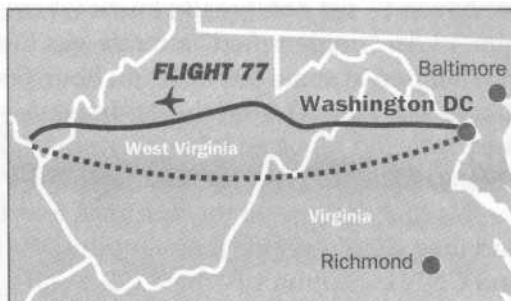 FLIGHT 77
Baltimore
Washington DC
West Virginia
Virginia
Richmond